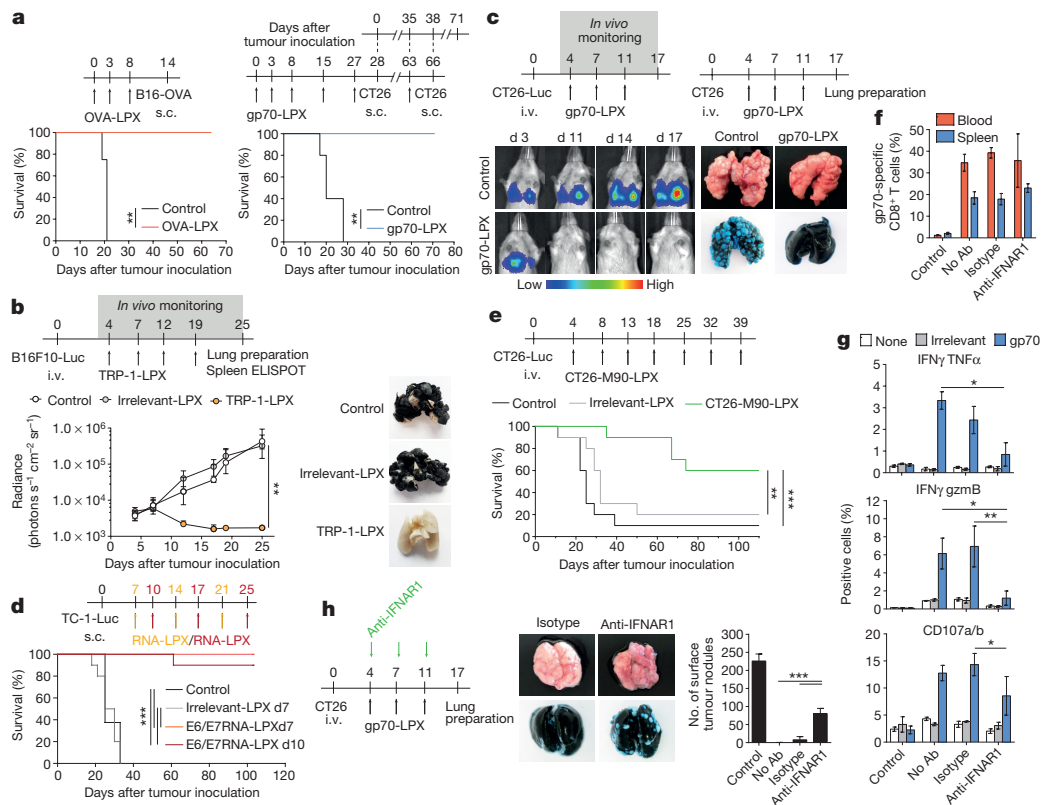 a
0 3 8 14
B16-OVA
OVA-LPX s.c.
Survival (%)
100
80
60
40
20
0
**
Control
OVA-LPX
0 10 20 30 40 50 60 70
Days after tumour inoculation
Days after
tumour inoculation
0 35 38 71
0 3 8 15 27 28 63 66
CT26 CT26
gp70-LPX s.c. s.c.
Survival (%)
100
80
60
40
20
0
**
Control
gp70-LPX
0 10 20 30 40 50 60 70 80
Days after tumour inoculation
b
In vivo monitoring
0 4 7 12 19 25
B16F10-Luc Lung preparation
i.v. TRP-1-LPX Spleen ELISPOT
Control Irrelevant-LPX TRP-1-LPX
Radiance
(photons s−1 cm−2 sr−1)
1.0 × 10⁶
1.0 × 10⁵
1.0 × 10⁴
1.0 × 10³
**
0 5 10 15 20 25
Days after tumour inoculation
Control
Irrelevant-LPX
TRP-1-LPX
c
In vivo
monitoring
0 4 7 11 17
CT26-Luc
i.v. gp70-LPX
0 4 7 11 17
CT26 Lung preparation
i.v. gp70-LPX
d 3 d 11 d 14 d 17
Control
gp70-LPX
Low High
Control gp70-LPX
d
0 7 10 14 17 21 25
TC-1-Luc
s.c. RNA-LPX/RNA-LPX
Survival (%)
100
80
60
40
20
0
***
Control
Irrelevant-LPX d7
E6/E7RNA-LPXd7
E6/E7RNA-LPX d10
0 20 40 60 80 100 120
Days after tumour inoculation
e
0 4 8 13 18 25 32 39
CT26-Luc
i.v. CT26-M90-LPX
Control Irrelevant-LPX CT26-M90-LPX
Survival (%)
100
80
60
40
20
0
**
***
0 20 40 60 80 100
Days after tumour inoculation
f
Blood
Spleen
gp70-specific
CD8⁺ T cells (%)
50
40
30
20
10
0
Control
No Ab
Isotype
Anti-IFNAR1
g
None Irrelevant gp70
IFNγ TNFα
5
4
3
2
1
0
*
IFNγ gzmB
12
10
8
6
4
2
0
*
**
Positive cells (%)
CD107a/b
20
15
10
5
0
*
Control
No Ab
Isotype
Anti-IFNAR1
h
Anti-IFNAR1
0 4 7 11 17
CT26 Lung
i.v. gp70-LPX preparation
Isotype Anti-IFNAR1
No. of surface
tumour nodules
250
200
150
100
50
0
***
Control
No Ab
Isotype
Anti-IFNAR1